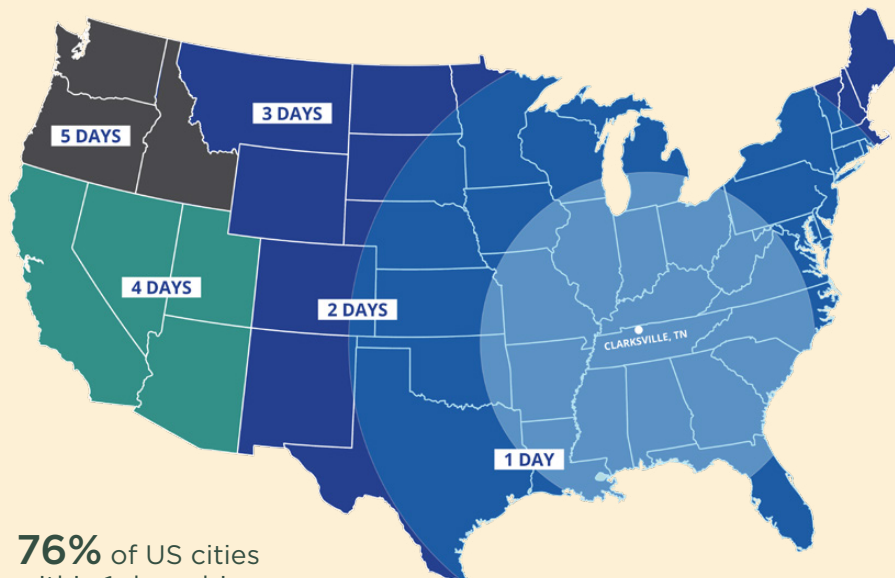 3 DAYS
5 DAYS
4 DAYS
2 DAYS
CLARKSVILLE, TN
1 DAY
76% of US cities